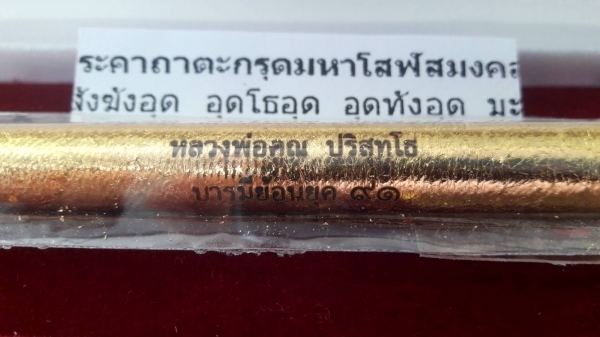 ระคาถาตะกรุดมหาโสฬสมงคล
สังฆังอุด อุดโธอุด อุดทังอุด มะ
หลวงพ่อคูณ ปริสุทฺโธ
บารมีย้อนยุค ๙๑